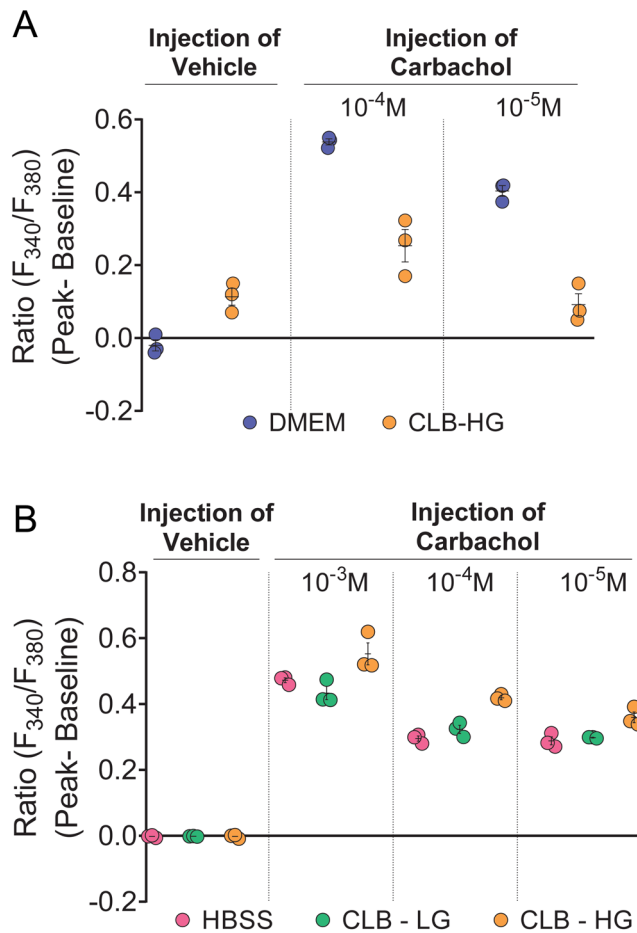 A
Injection of Vehicle
Injection of Carbachol
10⁻⁴M
10⁻⁵M
Ratio (F₃₄₀/F₃₈₀)
(Peak- Baseline)
0.6
0.4
0.2
0.0
-0.2
DMEM
CLB-HG
B
Injection of Vehicle
Injection of Carbachol
10⁻³M
10⁻⁴M
10⁻⁵M
Ratio (F₃₄₀/F₃₈₀)
(Peak- Baseline)
0.8
0.6
0.4
0.2
0.0
-0.2
HBSS
CLB - LG
CLB - HG